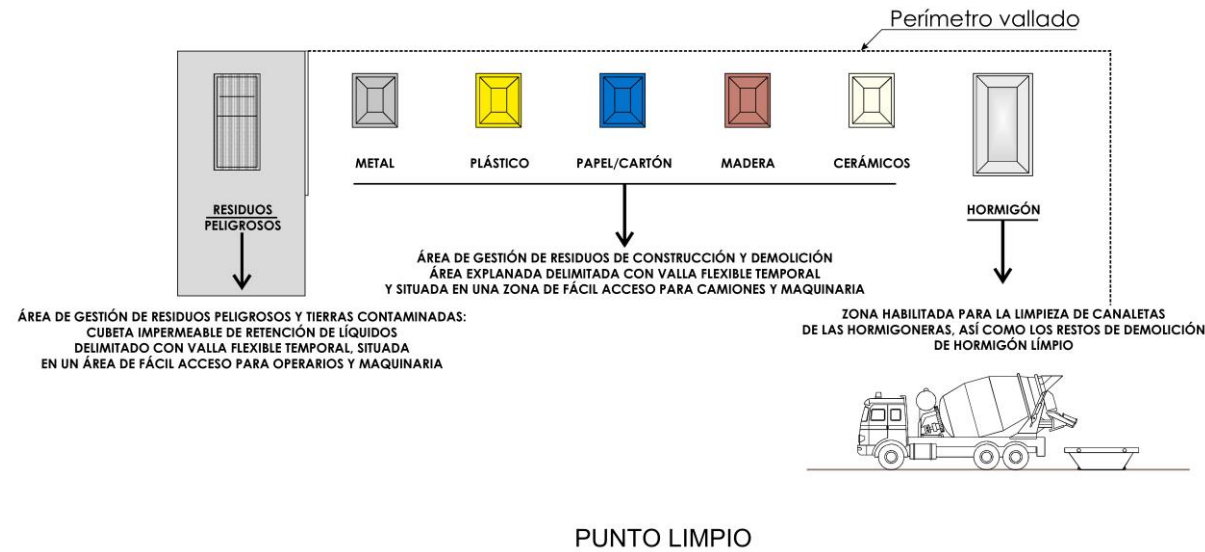 Perímetro vallado
METAL
PLÁSTICO
PAPEL/CARTÓN
MADERA
CERÁMICOS
RESIDUOS
PELIGROSOS
HORMIGÓN
ÁREA DE GESTIÓN DE RESIDUOS DE CONSTRUCCIÓN Y DEMOLICIÓN
ÁREA EXPLANADA DELIMITADA CON VALLA FLEXIBLE TEMPORAL
Y SITUADA EN UNA ZONA DE FÁCIL ACCESO PARA CAMIONES Y MAQUINARIA
ÁREA DE GESTIÓN DE RESIDUOS PELIGROSOS Y TIERRAS CONTAMINADAS:
CUBETA IMPERMEABLE DE RETENCIÓN DE LÍQUIDOS
DELIMITADO CON VALLA FLEXIBLE TEMPORAL, SITUADA
EN UN ÁREA DE FÁCIL ACCESO PARA OPERARIOS Y MAQUINARIA
ZONA HABILITADA PARA LA LIMPIEZA DE CANALETAS
DE LAS HORMIGONERAS, ASÍ COMO LOS RESTOS DE DEMOLICIÓN
DE HORMIGÓN LÍMPIO
PUNTO LIMPIO